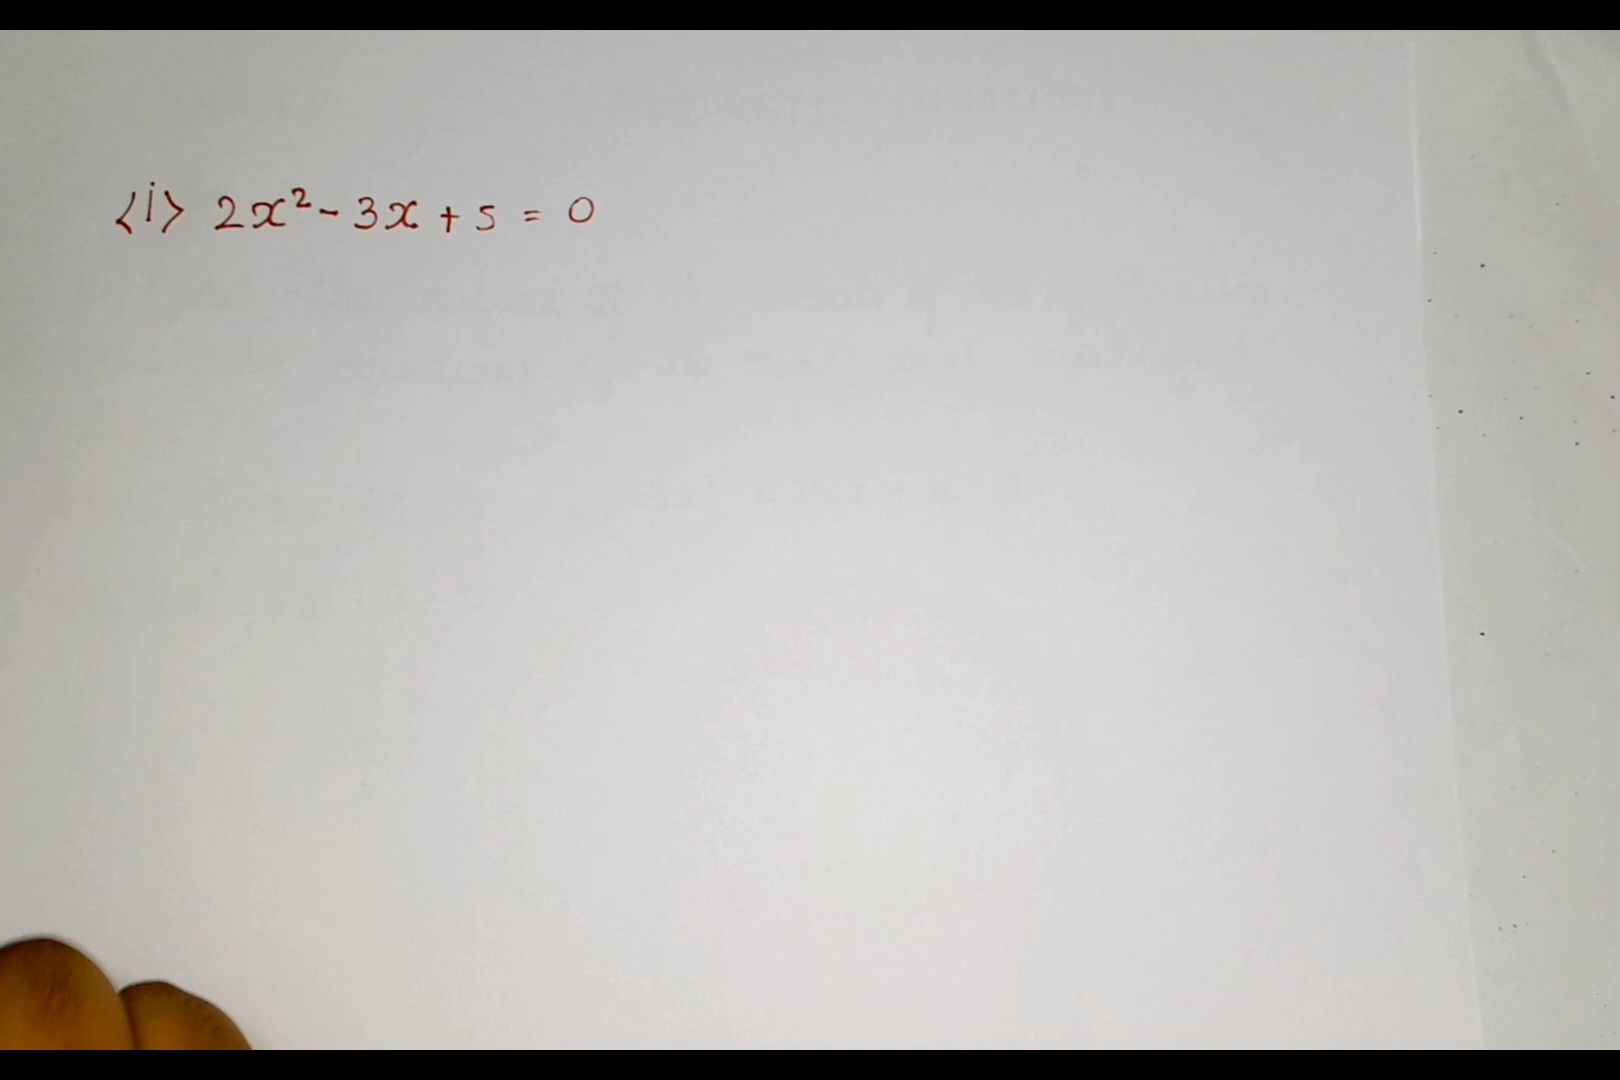 <i> 2x² - 3x + 5 = 0